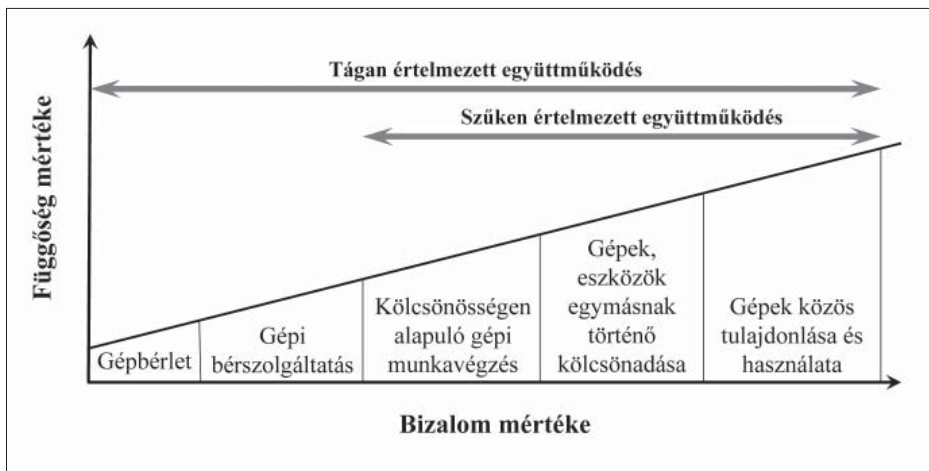 Tágan értelmezett együttműködés
Szűken értelmezett együttműködés
Függőség mértéke
Gépbérlet
Gépi
bérszolgáltatás
Kölcsönösségen
alapuló gépi
munkavégzés
Gépek,
eszközök
egymásnak
történő
kölcsönadása
Gépek közös
tulajdonlása és
használata
Bizalom mértéke